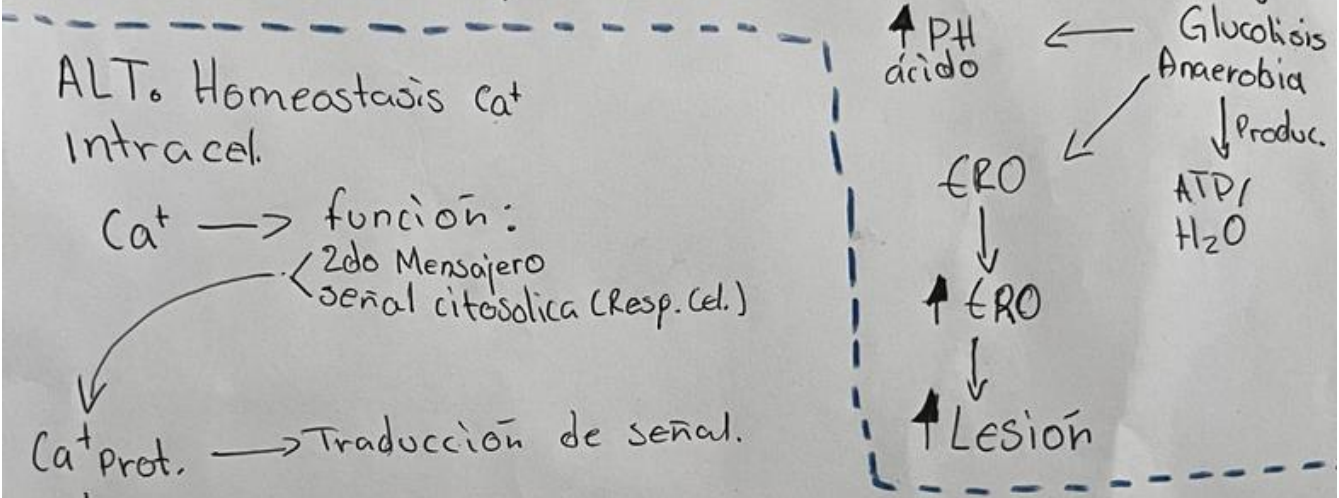 ALT. Homeostasis Ca+
Intracel.
Ca+ —> función:
2do Mensajero
señal citosolica (Resp. Cel.)
Ca+ Prot. —> Traducción de señal.
↑ PH <— Glucolisis
ácido
Anaerobia
↓ Produc.
ATP/
H₂O
ERO
↓
↑ ERO
↓
↑ Lesión